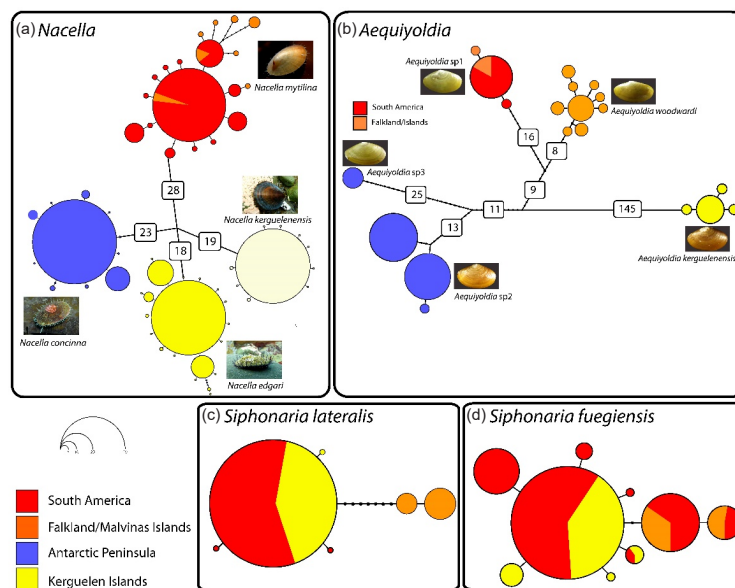 (a) Nacella
Nacella mytilina
28
Nacella kerguelenensis
23
19
18
Nacella concinna
Nacella edgari
(b) Aequiyoldia
Aequiyoldia sp1
South America
Falkland/Islands
Aequiyoldia woodwardi
16
8
Aequiyoldia sp3
25
9
11
145
13
Aequiyoldia kerguelenensis
Aequiyoldia sp2
South America
Falkland/Malvinas Islands
Antarctic Peninsula
Kerguelen Islands
(c) Siphonaria lateralis
(d) Siphonaria fuegiensis